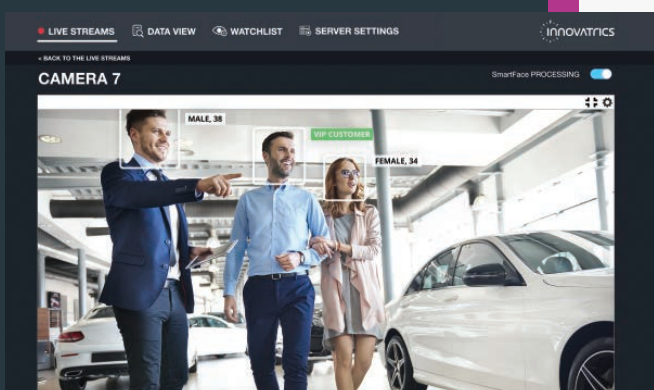 LIVE STREAMS DATA VIEW WATCHLIST SERVER SETTINGS INNOVATRICS
< BACK TO THE LIVE STREAMS
CAMERA 7 SmartFace PROCESSING
MALE, 38
VIP CUSTOMER
FEMALE, 34